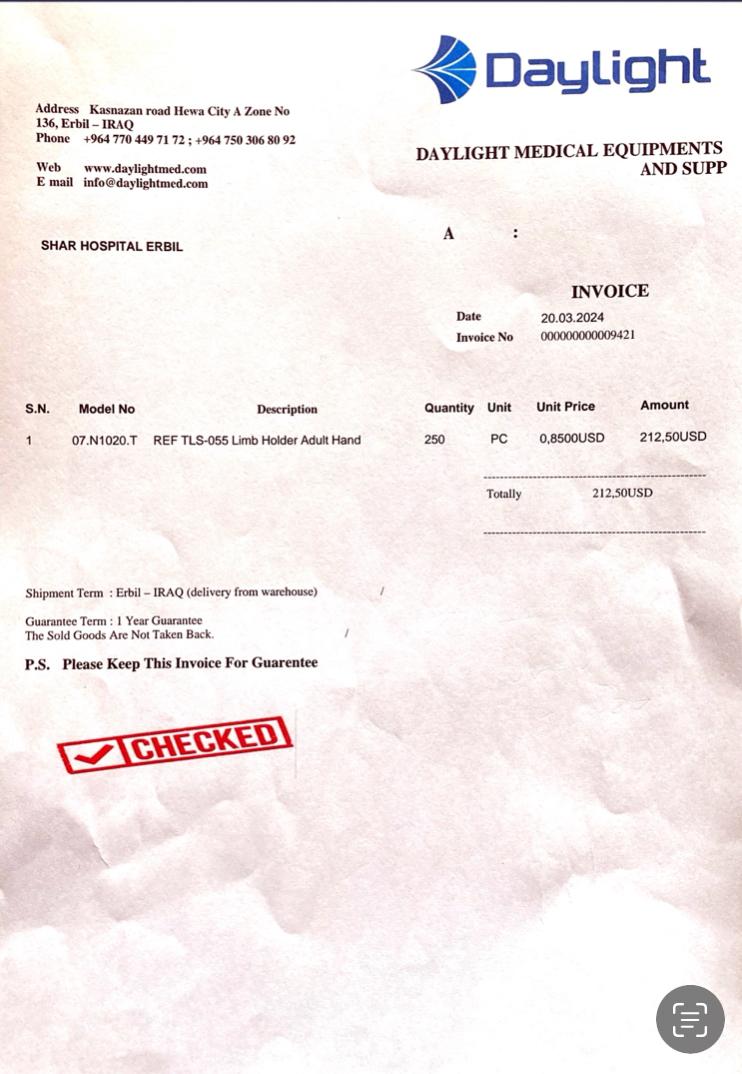 Daylight
Address Kasnazan road Hewa City A Zone No
136, Erbil – IRAQ
Phone +964 770 449 71 72 ; +964 750 306 80 92
Web www.daylightmed.com
E mail info@daylightmed.com
DAYLIGHT MEDICAL EQUIPMENTS
AND SUPP
A :
SHAR HOSPITAL ERBIL
INVOICE
Date 20.03.2024
Invoice No 000000000009421
S.N. Model No Description Quantity Unit Unit Price Amount
1 07.N1020.T REF TLS-055 Limb Holder Adult Hand 250 PC 0,8500USD 212,50USD
Totally 212,50USD
Shipment Term : Erbil – IRAQ (delivery from warehouse) /
Guarantee Term : 1 Year Guarantee
The Sold Goods Are Not Taken Back. /
P.S. Please Keep This Invoice For Guarentee
CHECKED